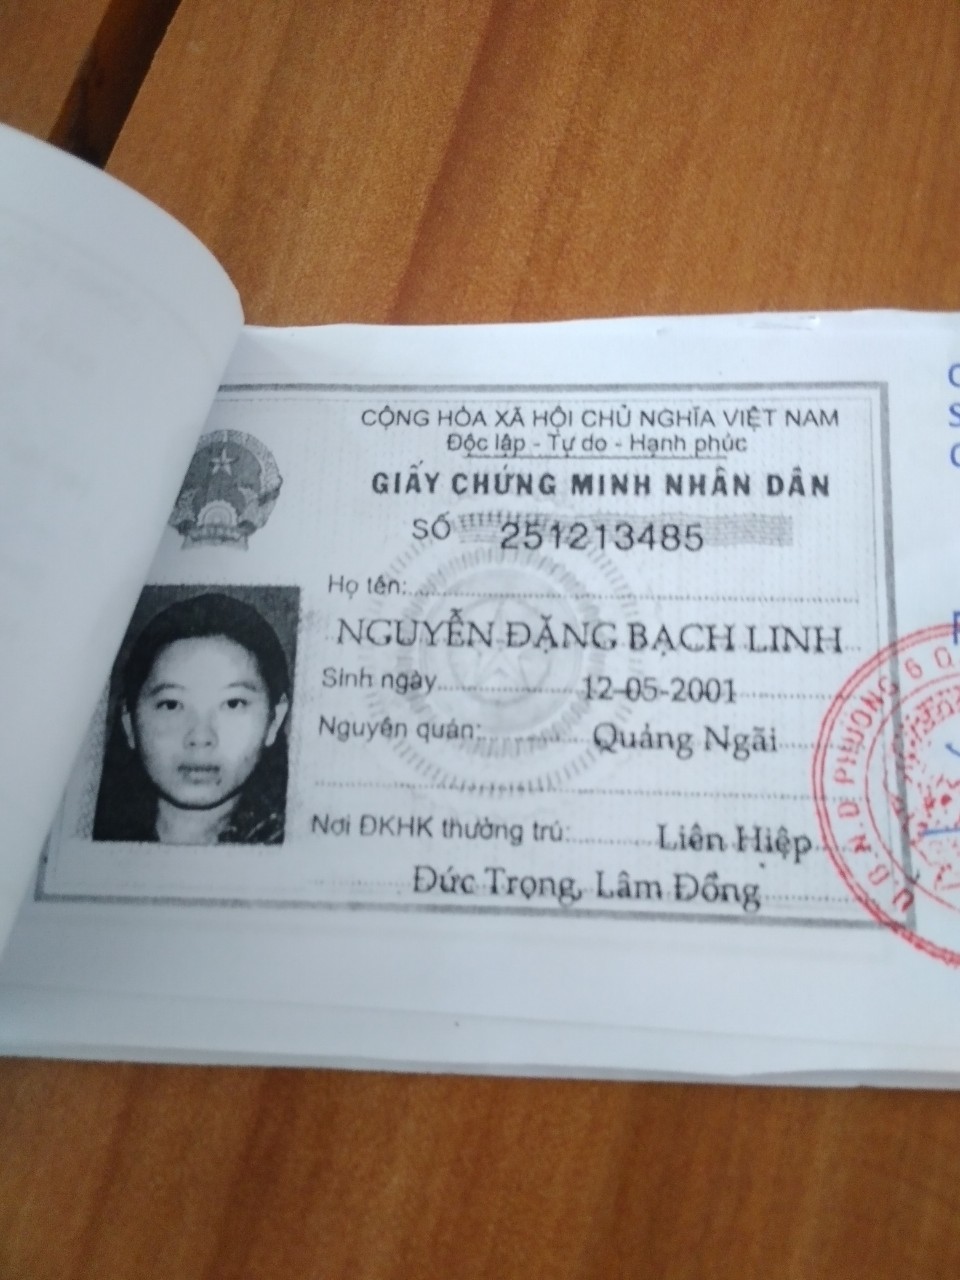 CỘNG HÒA XÃ HỘI CHỦ NGHĨA VIỆT NAM
Độc lập - Tự do - Hạnh phúc
GIẤY CHỨNG MINH NHÂN DÂN
SỐ 251213485
Họ tên:
NGUYỄN ĐẶNG BẠCH LINH
Sinh ngày 12-05-2001
Nguyên quán: Quảng Ngãi
Nơi ĐKHK thường trú: Liên Hiệp
Đức Trọng, Lâm Đồng
U.B.N.D PHƯỜNG 6 Q.